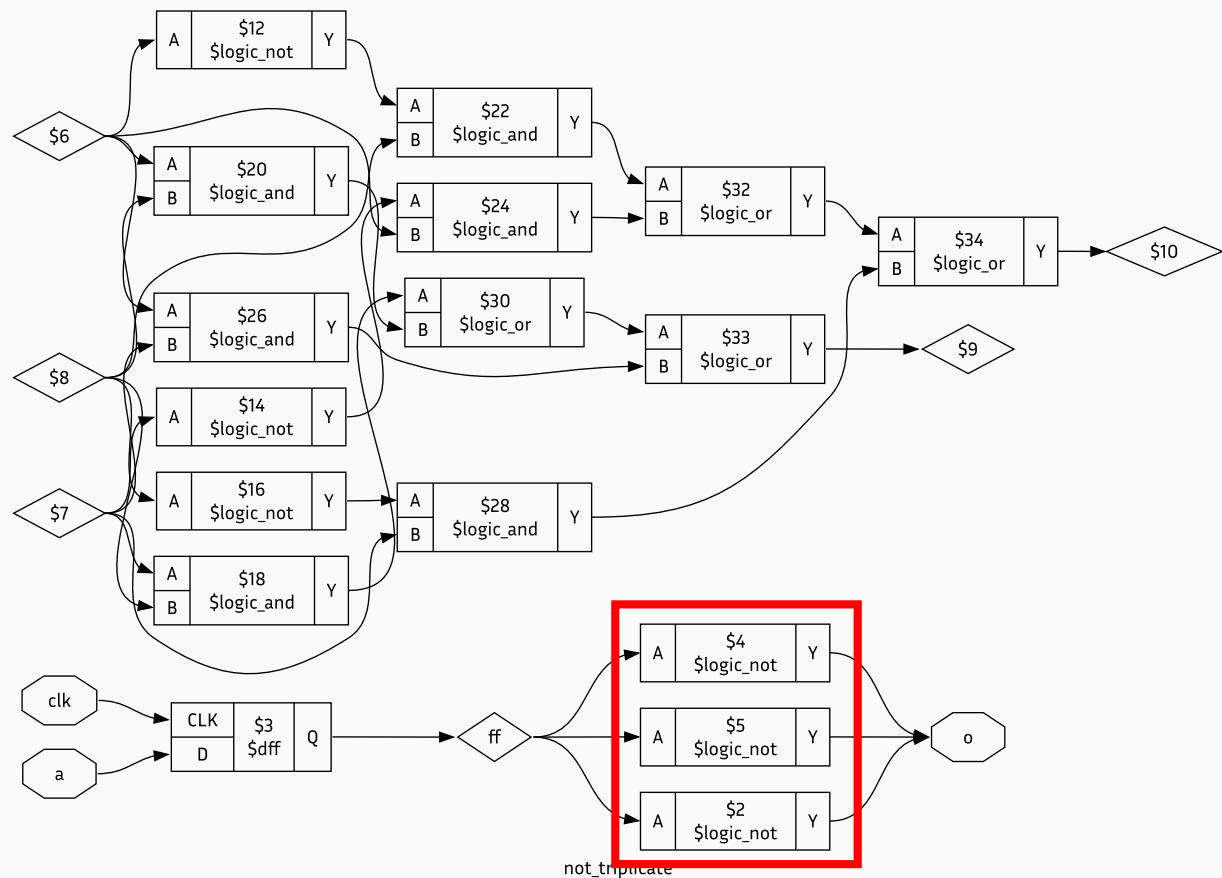 A $12 Y
$logic_not
$6
A $22 Y
B $logic_and
A $20 Y
B $logic_and
A $24 Y
B $logic_and
A $32 Y
B $logic_or
A $34 Y
B $logic_or
$10
A $26 Y
B $logic_and
A $30 Y
B $logic_or
A $33 Y
B $logic_or
$9
$8
A $14 Y
$logic_not
A $16 Y
$logic_not
$7
A $28 Y
B $logic_and
A $18 Y
B $logic_and
A $4 Y
$logic_not
clk
CLK $3 Q
D $dff
a
ff
A $5 Y
$logic_not
o
A $2 Y
$logic_not
not_triplicate